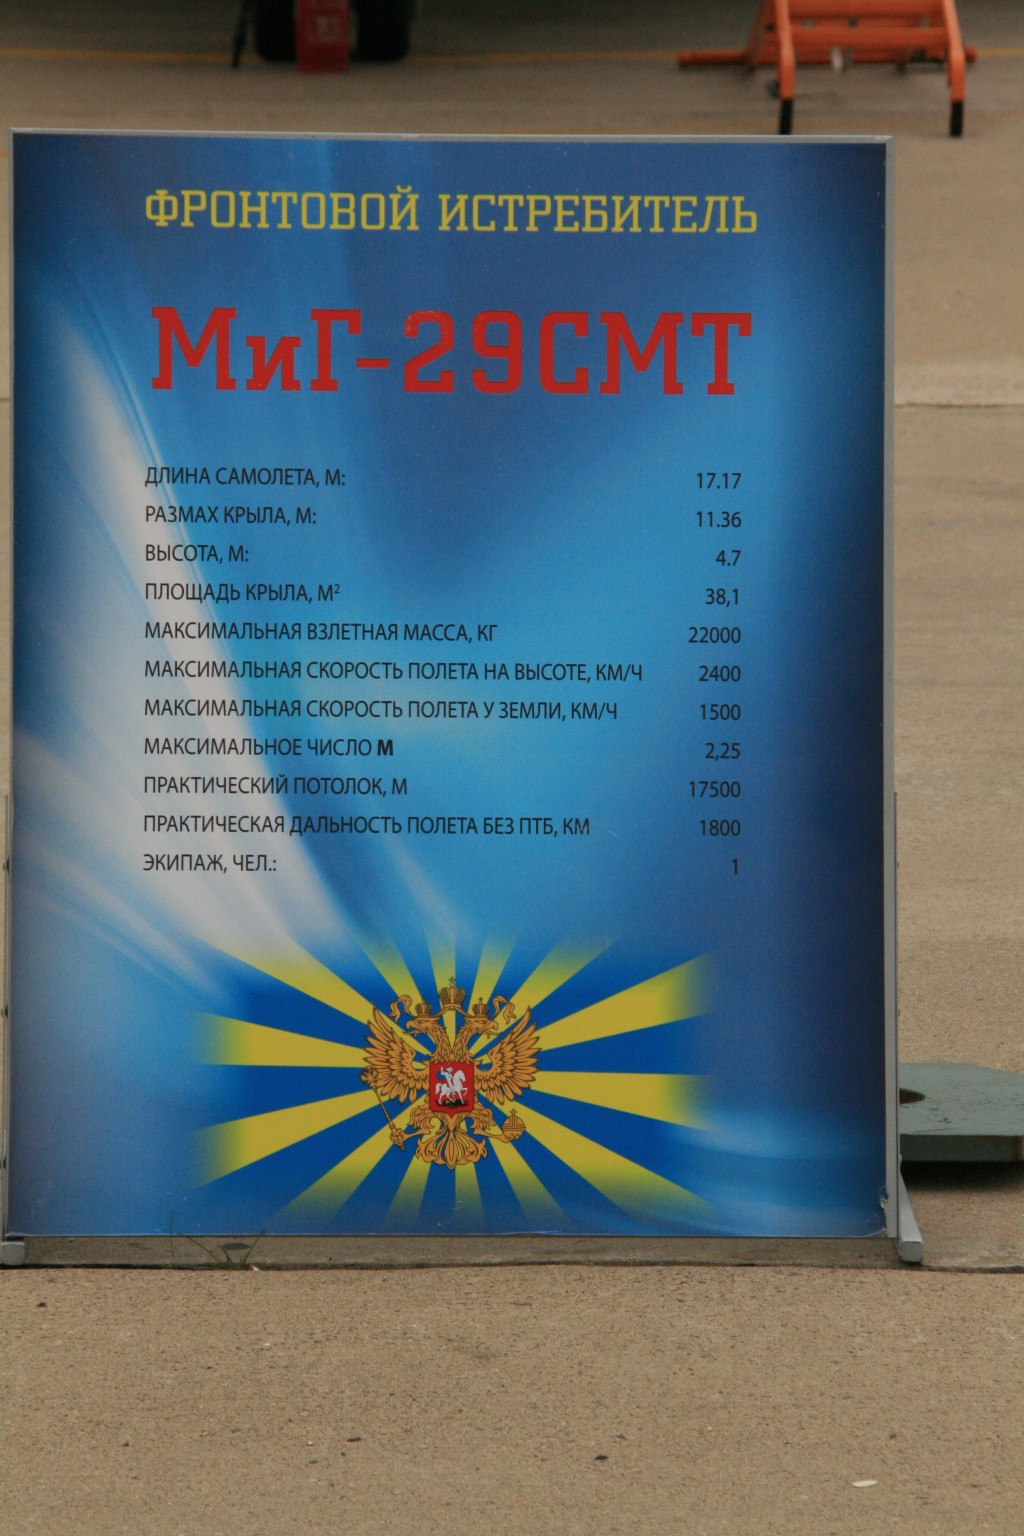 ФРОНТОВОЙ ИСТРЕБИТЕЛЬ
МиГ-29СМТ
ДЛИНА САМОЛЕТА, М: 17.17
РАЗМАХ КРЫЛА, М: 11.36
ВЫСОТА, М: 4.7
ПЛОЩАДЬ КРЫЛА, М² 38,1
МАКСИМАЛЬНАЯ ВЗЛЕТНАЯ МАССА, КГ 22000
МАКСИМАЛЬНАЯ СКОРОСТЬ ПОЛЕТА НА ВЫСОТЕ, КМ/Ч 2400
МАКСИМАЛЬНАЯ СКОРОСТЬ ПОЛЕТА У ЗЕМЛИ, КМ/Ч 1500
МАКСИМАЛЬНОЕ ЧИСЛО М 2,25
ПРАКТИЧЕСКИЙ ПОТОЛОК, М 17500
ПРАКТИЧЕСКАЯ ДАЛЬНОСТЬ ПОЛЕТА БЕЗ ПТБ, КМ 1800
ЭКИПАЖ, ЧЕЛ.: 1